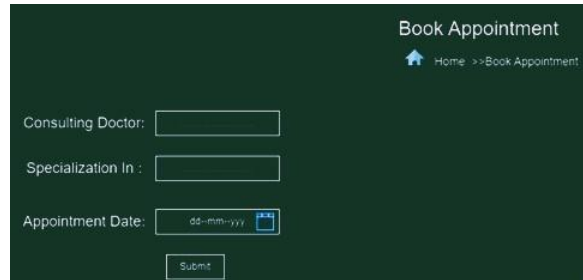 Book Appointment
Home >>Book Appointment
Consulting Doctor:
Specialization In :
Appointment Date: dd--mm--yyy
Submit